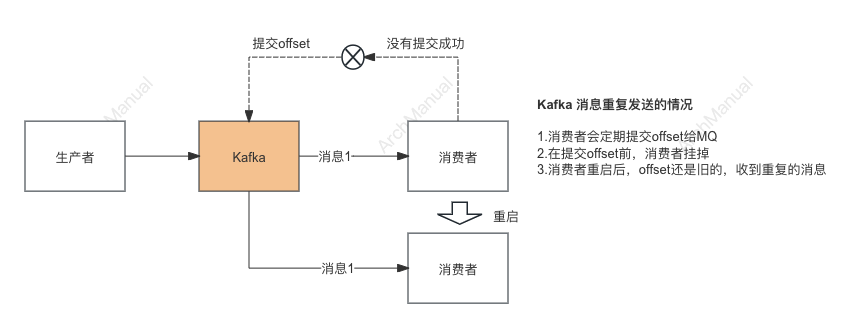 提交offset
没有提交成功
Kafka 消息重复发送的情况
1.消费者会定期提交offset给MQ
2.在提交offset前，消费者挂掉
3.消费者重启后，offset还是旧的，收到重复的消息
生产者
Kafka
消息1
消费者
重启
消息1
消费者
ArchManual
ArchManual
ArchManual